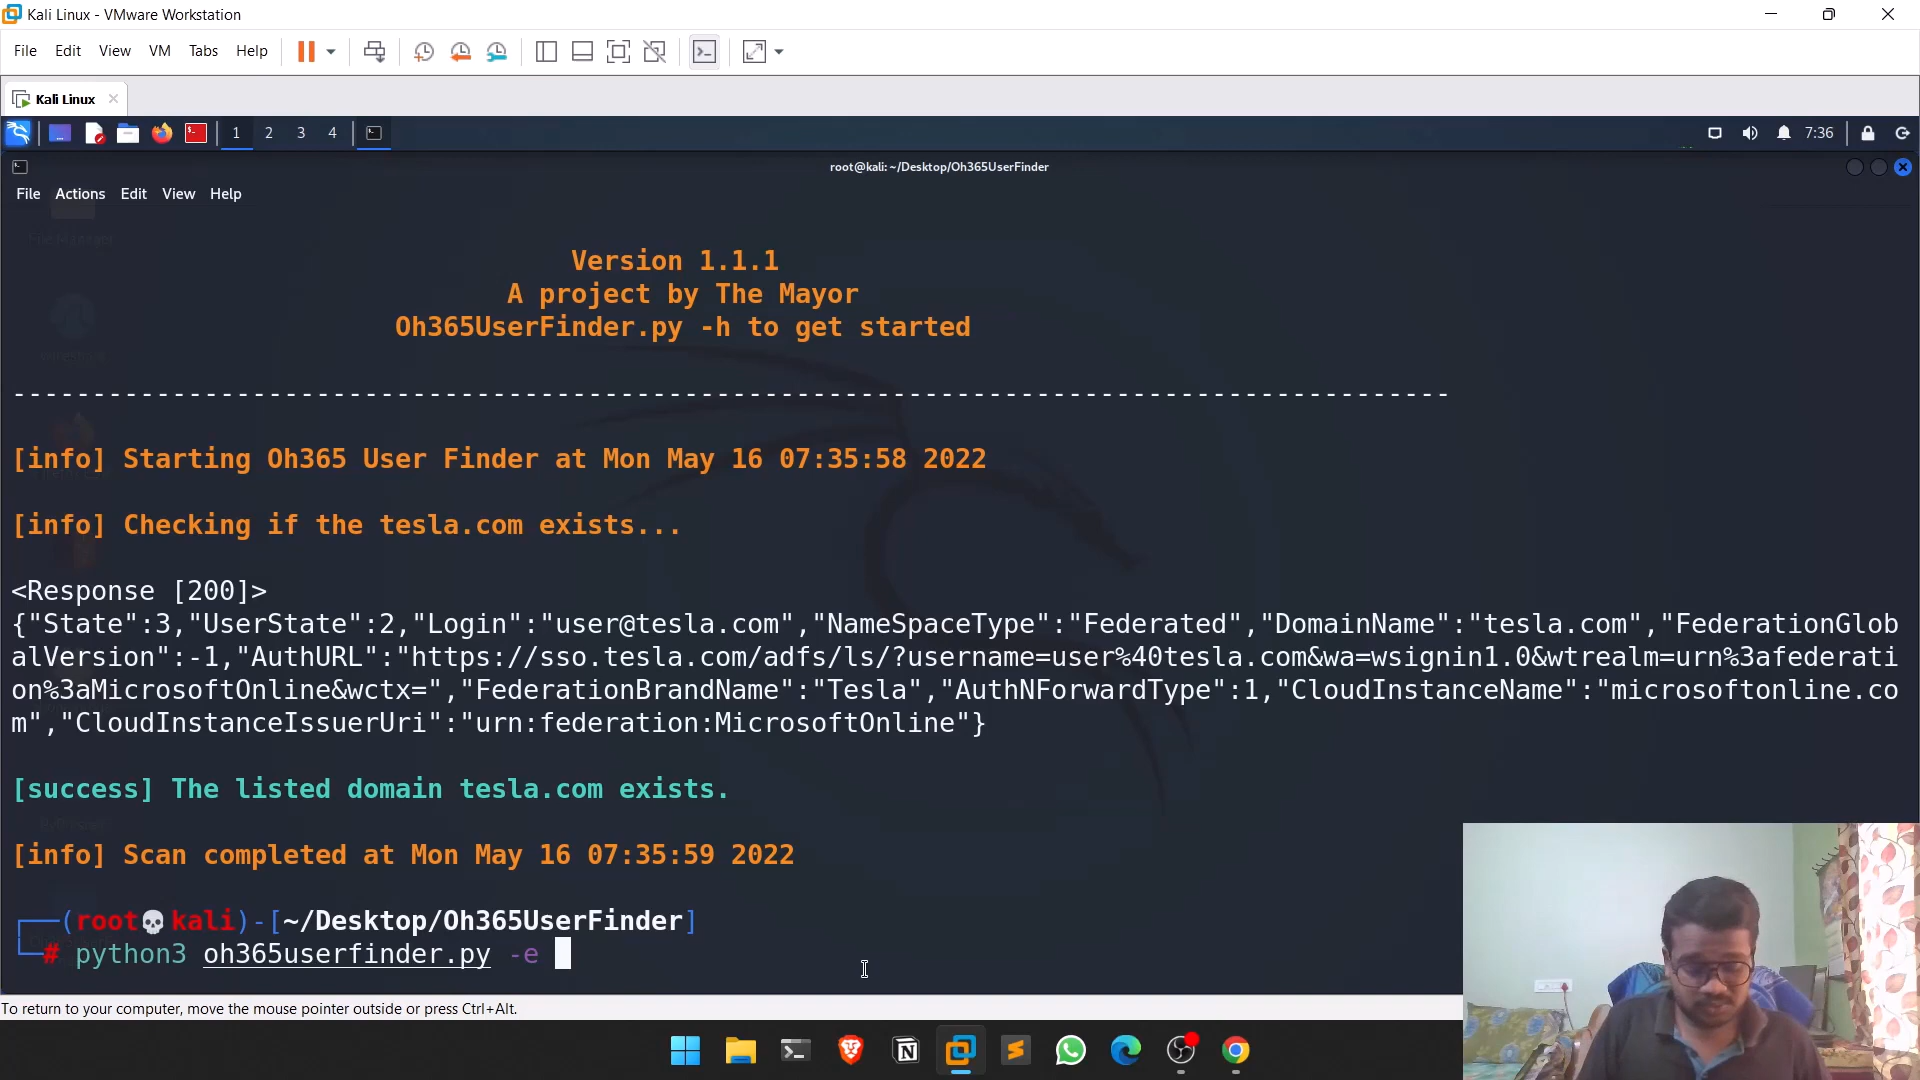 Kali Linux - VMware Workstation
File Edit View VM Tabs Help
Kali Linux
1 2 3 4 7:36
root@kali: ~/Desktop/Oh365UserFinder
File Actions Edit View Help
Version 1.1.1
A project by The Mayor
Oh365UserFinder.py -h to get started
------------------------------------------------------------------------------------------
[info] Starting Oh365 User Finder at Mon May 16 07:35:58 2022
[info] Checking if the tesla.com exists...
<Response [200]>
{"State":3,"UserState":2,"Login":"user@tesla.com","NameSpaceType":"Federated","DomainName":"tesla.com","FederationGlob
alVersion":-1,"AuthURL":"https://sso.tesla.com/adfs/ls/?username=user%40tesla.com&wa=wsignin1.0&wtrealm=urn%3afederati
on%3aMicrosoftOnline&wctx=","FederationBrandName":"Tesla","AuthNForwardType":1,"CloudInstanceName":"microsoftonline.co
m","CloudInstanceIssuerUri":"urn:federation:MicrosoftOnline"}
[success] The listed domain tesla.com exists.
[info] Scan completed at Mon May 16 07:35:59 2022
┌──(root💀kali)-[~/Desktop/Oh365UserFinder]
└─# python3 oh365userfinder.py -e
To return to your computer, move the mouse pointer outside or press Ctrl+Alt.